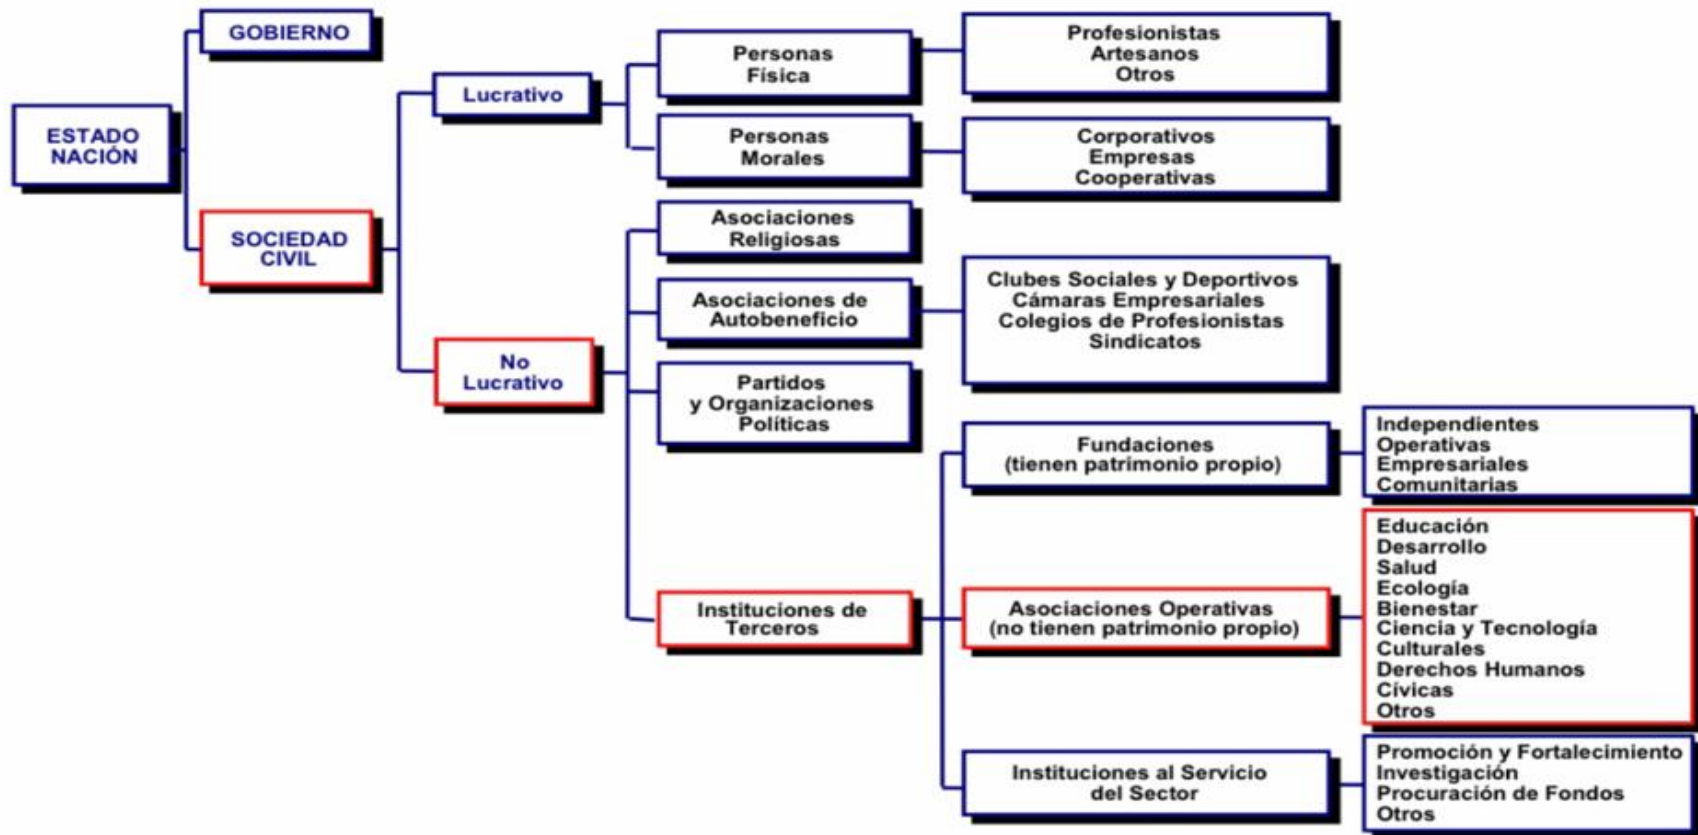 GOBIERNO
ESTADO
NACIÓN
SOCIEDAD
CIVIL
Lucrativo
No
Lucrativo
Personas
Física
Personas
Morales
Asociaciones
Religiosas
Asociaciones de
Autobeneficio
Partidos
y Organizaciones
Políticas
Instituciones de
Terceros
Profesionistas
Artesanos
Otros
Corporativos
Empresas
Cooperativas
Clubes Sociales y Deportivos
Cámaras Empresariales
Colegios de Profesionistas
Sindicatos
Fundaciones
(tienen patrimonio propio)
Asociaciones Operativas
(no tienen patrimonio propio)
Instituciones al Servicio
del Sector
Independientes
Operativas
Empresariales
Comunitarias
Educación
Desarrollo
Salud
Ecología
Bienestar
Ciencia y Tecnología
Culturales
Derechos Humanos
Cívicas
Otros
Promoción y Fortalecimiento
Investigación
Procuración de Fondos
Otros